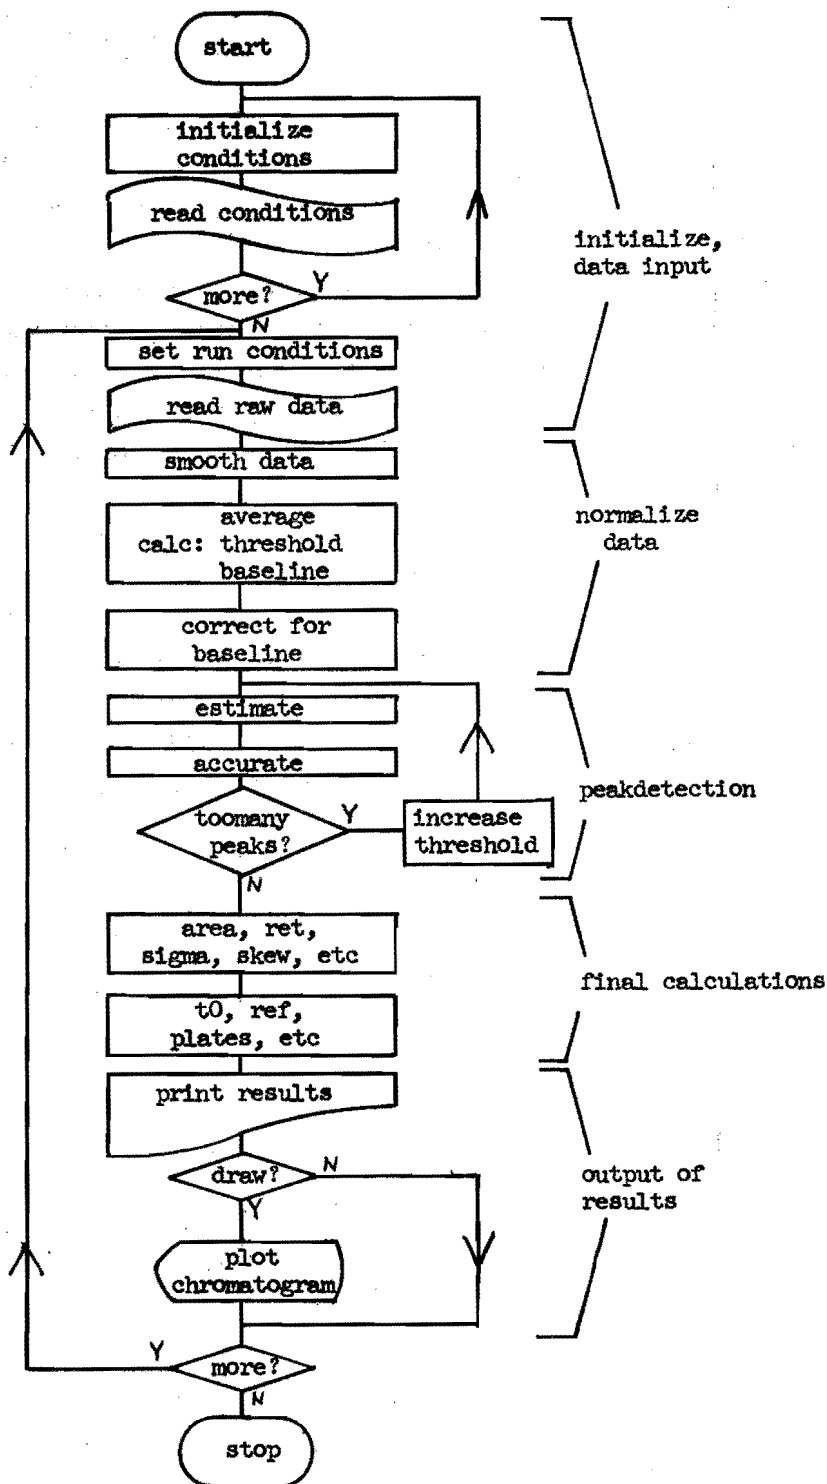 start
initialize
conditions
read conditions
more?
Y
N
initialize,
data input
set run conditions
read raw data
smooth data
average
calc: threshold
baseline
correct for
baseline
normalize
data
estimate
accurate
toomany
peaks?
Y
increase
threshold
N
peakdetection
area, ret,
sigma, skew, etc
t0, ref,
plates, etc
final calculations
print results
draw?
N
Y
plot
chromatogram
output of
results
Y
more?
N
stop